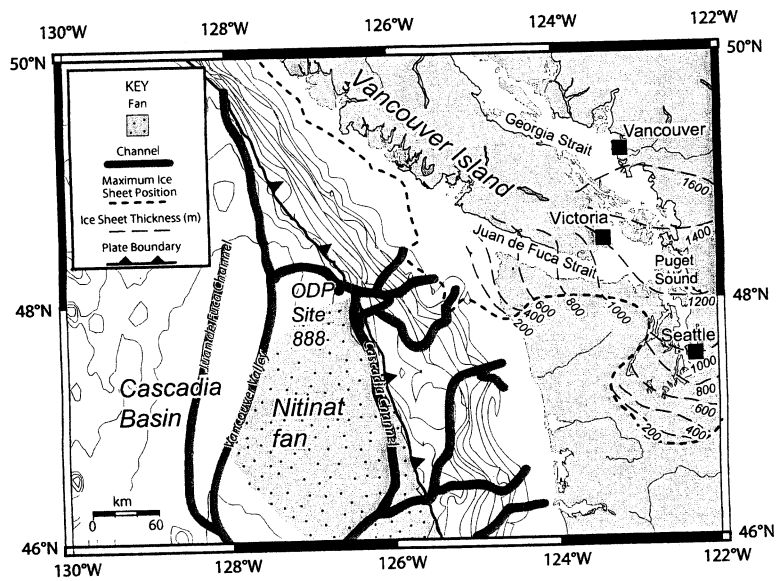 130°W
128°W
126°W
124°W
122°W
50°N
50°N
KEY
Fan
Channel
Maximum Ice
Sheet Position
Ice Sheet Thickness (m)
Plate Boundary
Vancouver Island
Georgia Strait
Vancouver
1600
Victoria
1400
Juan de Fuca Strait
Puget
Sound
48°N
48°N
1200
ODP
Site
888
600
800
1000
400
200
Seattle
1000
800
600
400
200
Juan de Fuca Channel
Vancouver Valley
Cascadia Channel
Cascadia
Basin
Nitinat
fan
km
0
60
46°N
46°N
130°W
128°W
126°W
124°W
122°W